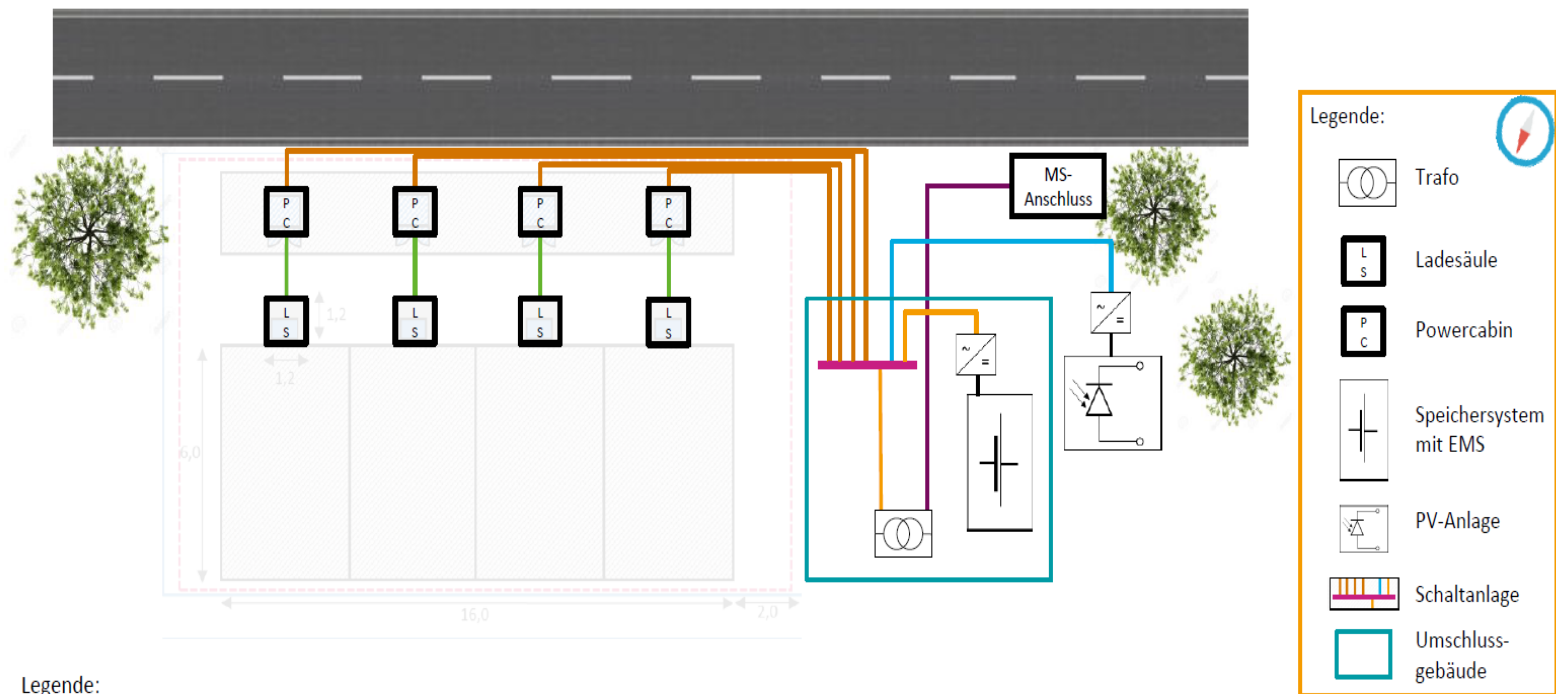 Legende:
Trafo
MS-
Anschluss
P
C
P
C
P
C
P
C
L
S
Ladesäule
L
S
L
S
L
S
L
S
1,2
1,2
~
=
P
C
Powercabin
~
=
6,0
Speichersystem
mit EMS
PV-Anlage
Schaltanlage
16,0
2,0
Umschluss-
gebäude
Legende: